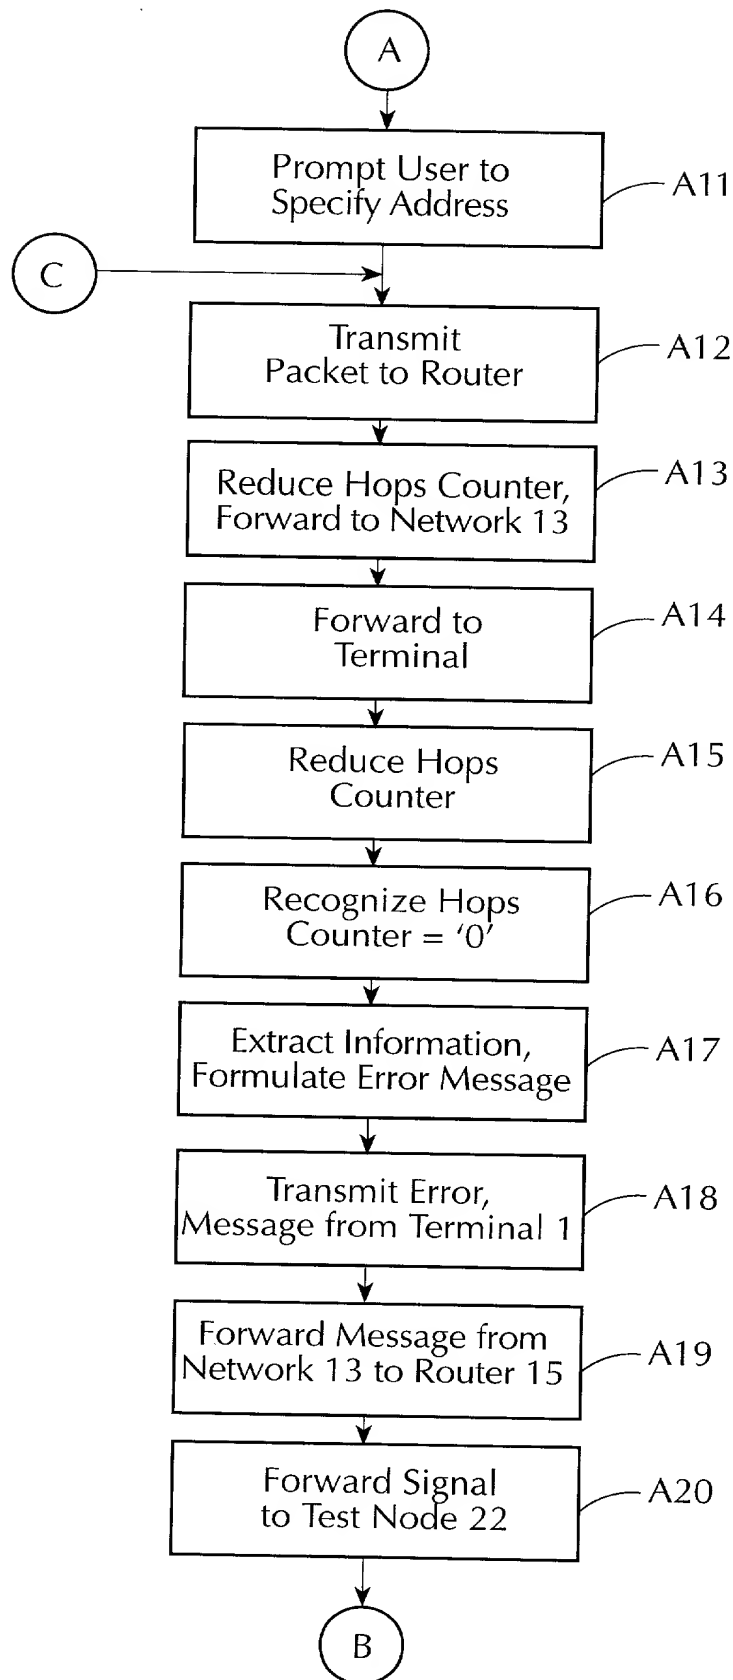 A
Prompt User to
Specify Address
A11
C
Transmit
Packet to Router
A12
Reduce Hops Counter,
Forward to Network 13
A13
Forward to
Terminal
A14
Reduce Hops
Counter
A15
Recognize Hops
Counter = '0'
A16
Extract Information,
Formulate Error Message
A17
Transmit Error,
Message from Terminal 1
A18
Forward Message from
Network 13 to Router 15
A19
Forward Signal
to Test Node 22
A20
B